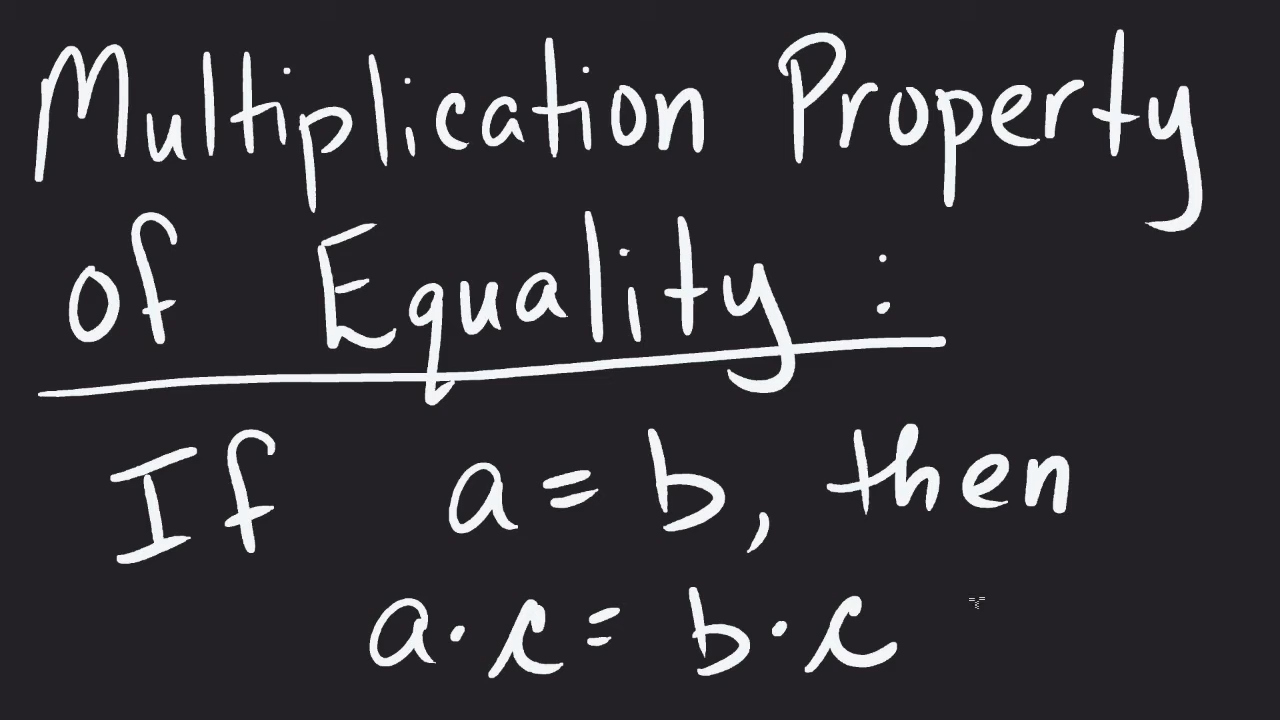 Multiplication Property
of Equality :
If a = b, then
a · c = b · c